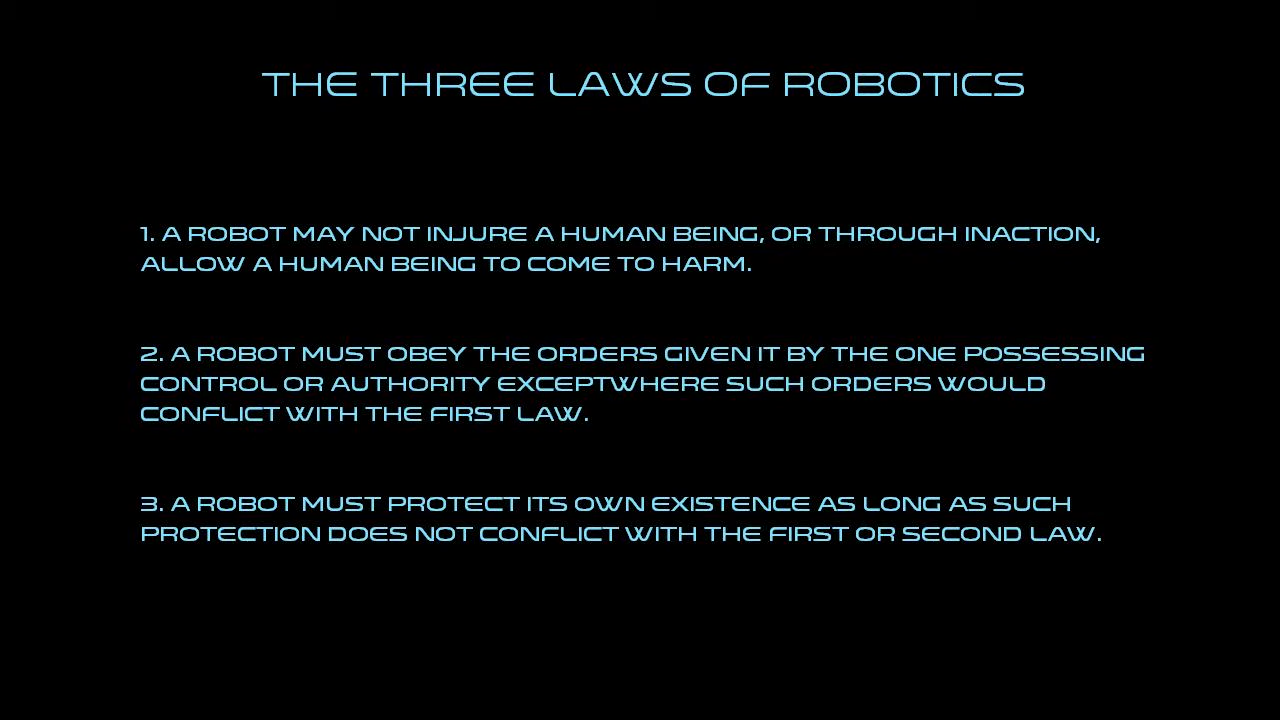 THE THREE LAWS OF ROBOTICS
1. A ROBOT MAY NOT INJURE A HUMAN BEING, OR THROUGH INACTION,
ALLOW A HUMAN BEING TO COME TO HARM.
2. A ROBOT MUST OBEY THE ORDERS GIVEN IT BY THE ONE POSSESSING
CONTROL OR AUTHORITY EXCEPTWHERE SUCH ORDERS WOULD
CONFLICT WITH THE FIRST LAW.
3. A ROBOT MUST PROTECT ITS OWN EXISTENCE AS LONG AS SUCH
PROTECTION DOES NOT CONFLICT WITH THE FIRST OR SECOND LAW.